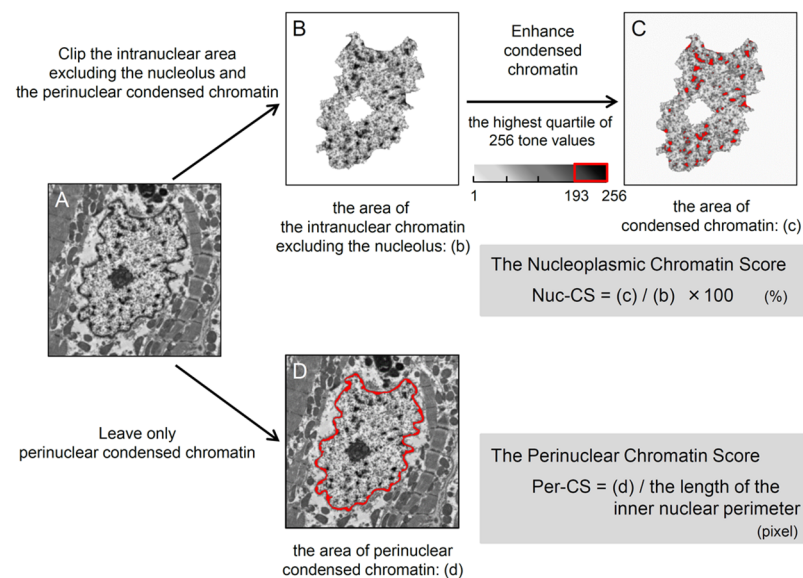 Clip the intranuclear area
excluding the nucleolus and
the perinuclear condensed chromatin
A
B
the area of
the intranuclear chromatin
excluding the nucleolus: (b)
Enhance
condensed
chromatin
the highest quartile of
256 tone values
1 193 256
C
the area of
condensed chromatin: (c)
The Nucleoplasmic Chromatin Score
Nuc-CS = (c) / (b) ×100 (%)
Leave only
perinuclear condensed chromatin
D
the area of perinuclear
condensed chromatin: (d)
The Perinuclear Chromatin Score
Per-CS = (d) / the length of the
inner nuclear perimeter
(pixel)